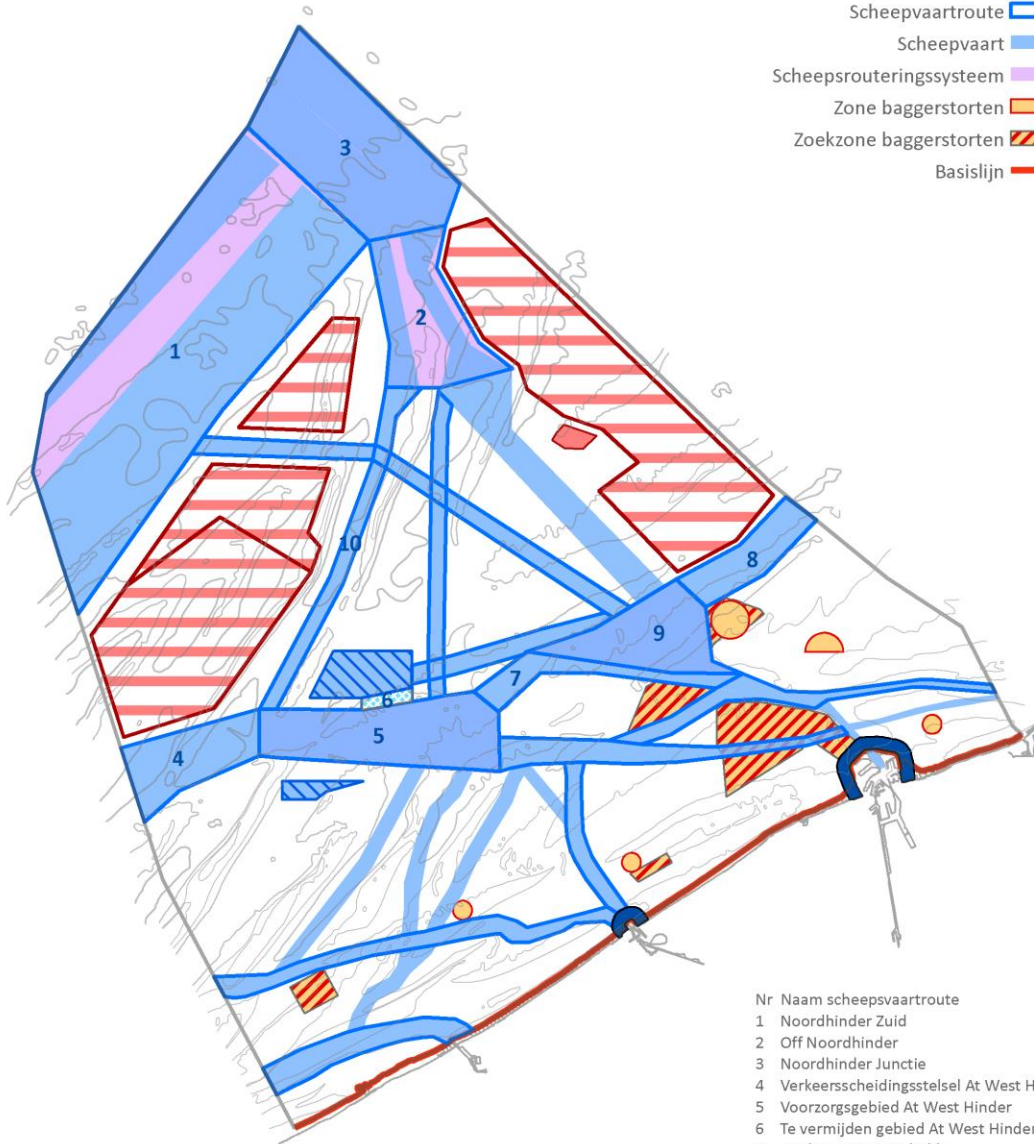 Scheepvaartroute
Scheepvaart
Scheepsrouteringssysteem
Zone baggerstorten
Zoekzone baggerstorten
Basislijn
3
2
1
10
8
9
7
6
5
4
Nr Naam scheepsvaartroute
1 Noordhinder Zuid
2 Off Noordhinder
3 Noordhinder Junctie
4 Verkeersscheidingsstelsel At West H
5 Voorzorgsgebied At West Hinder
6 Te vermijden gebied At West Hinder